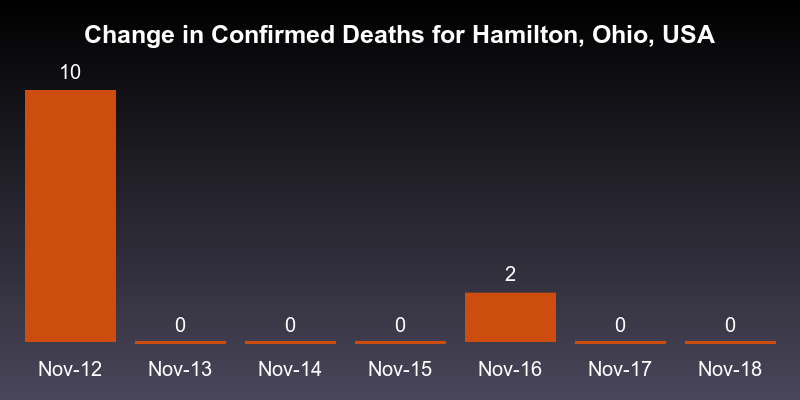 Change in Confirmed Deaths for Hamilton, Ohio, USA
10
0
0
0
2
0
0
Nov-12
Nov-13
Nov-14
Nov-15
Nov-16
Nov-17
Nov-18